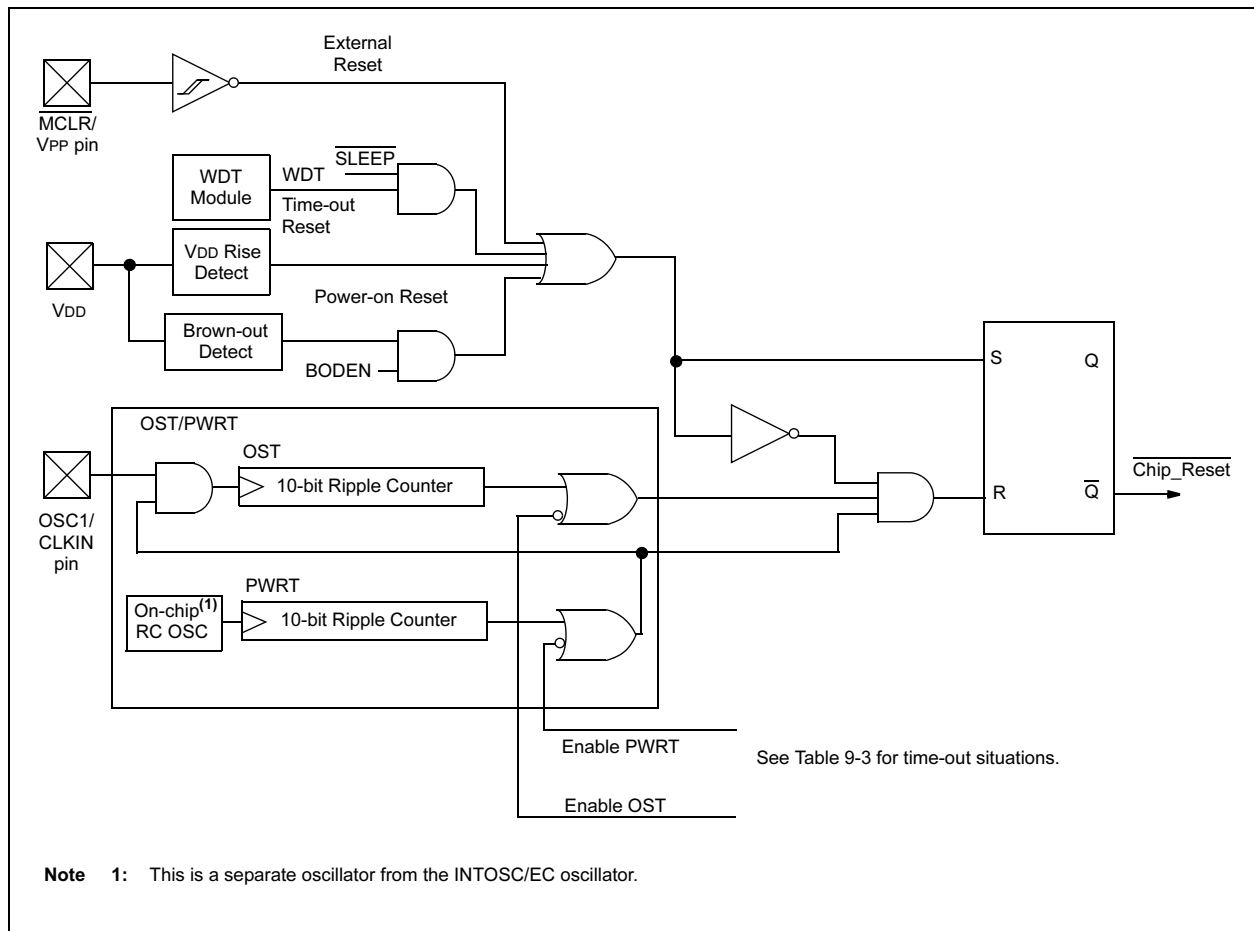 External
Reset
MCLR/
VPP pin
SLEEP
WDT
Module
WDT
Time-out
Reset
VDD Rise
Detect
VDD
Power-on Reset
Brown-out
Detect
BODEN
S
Q
OST/PWRT
OST
10-bit Ripple Counter
OSC1/
CLKIN
pin
R
Q
Chip_Reset
PWRT
On-chip(1)
RC OSC
10-bit Ripple Counter
Enable PWRT
See Table 9-3 for time-out situations.
Enable OST
Note 1: This is a separate oscillator from the INTOSC/EC oscillator.